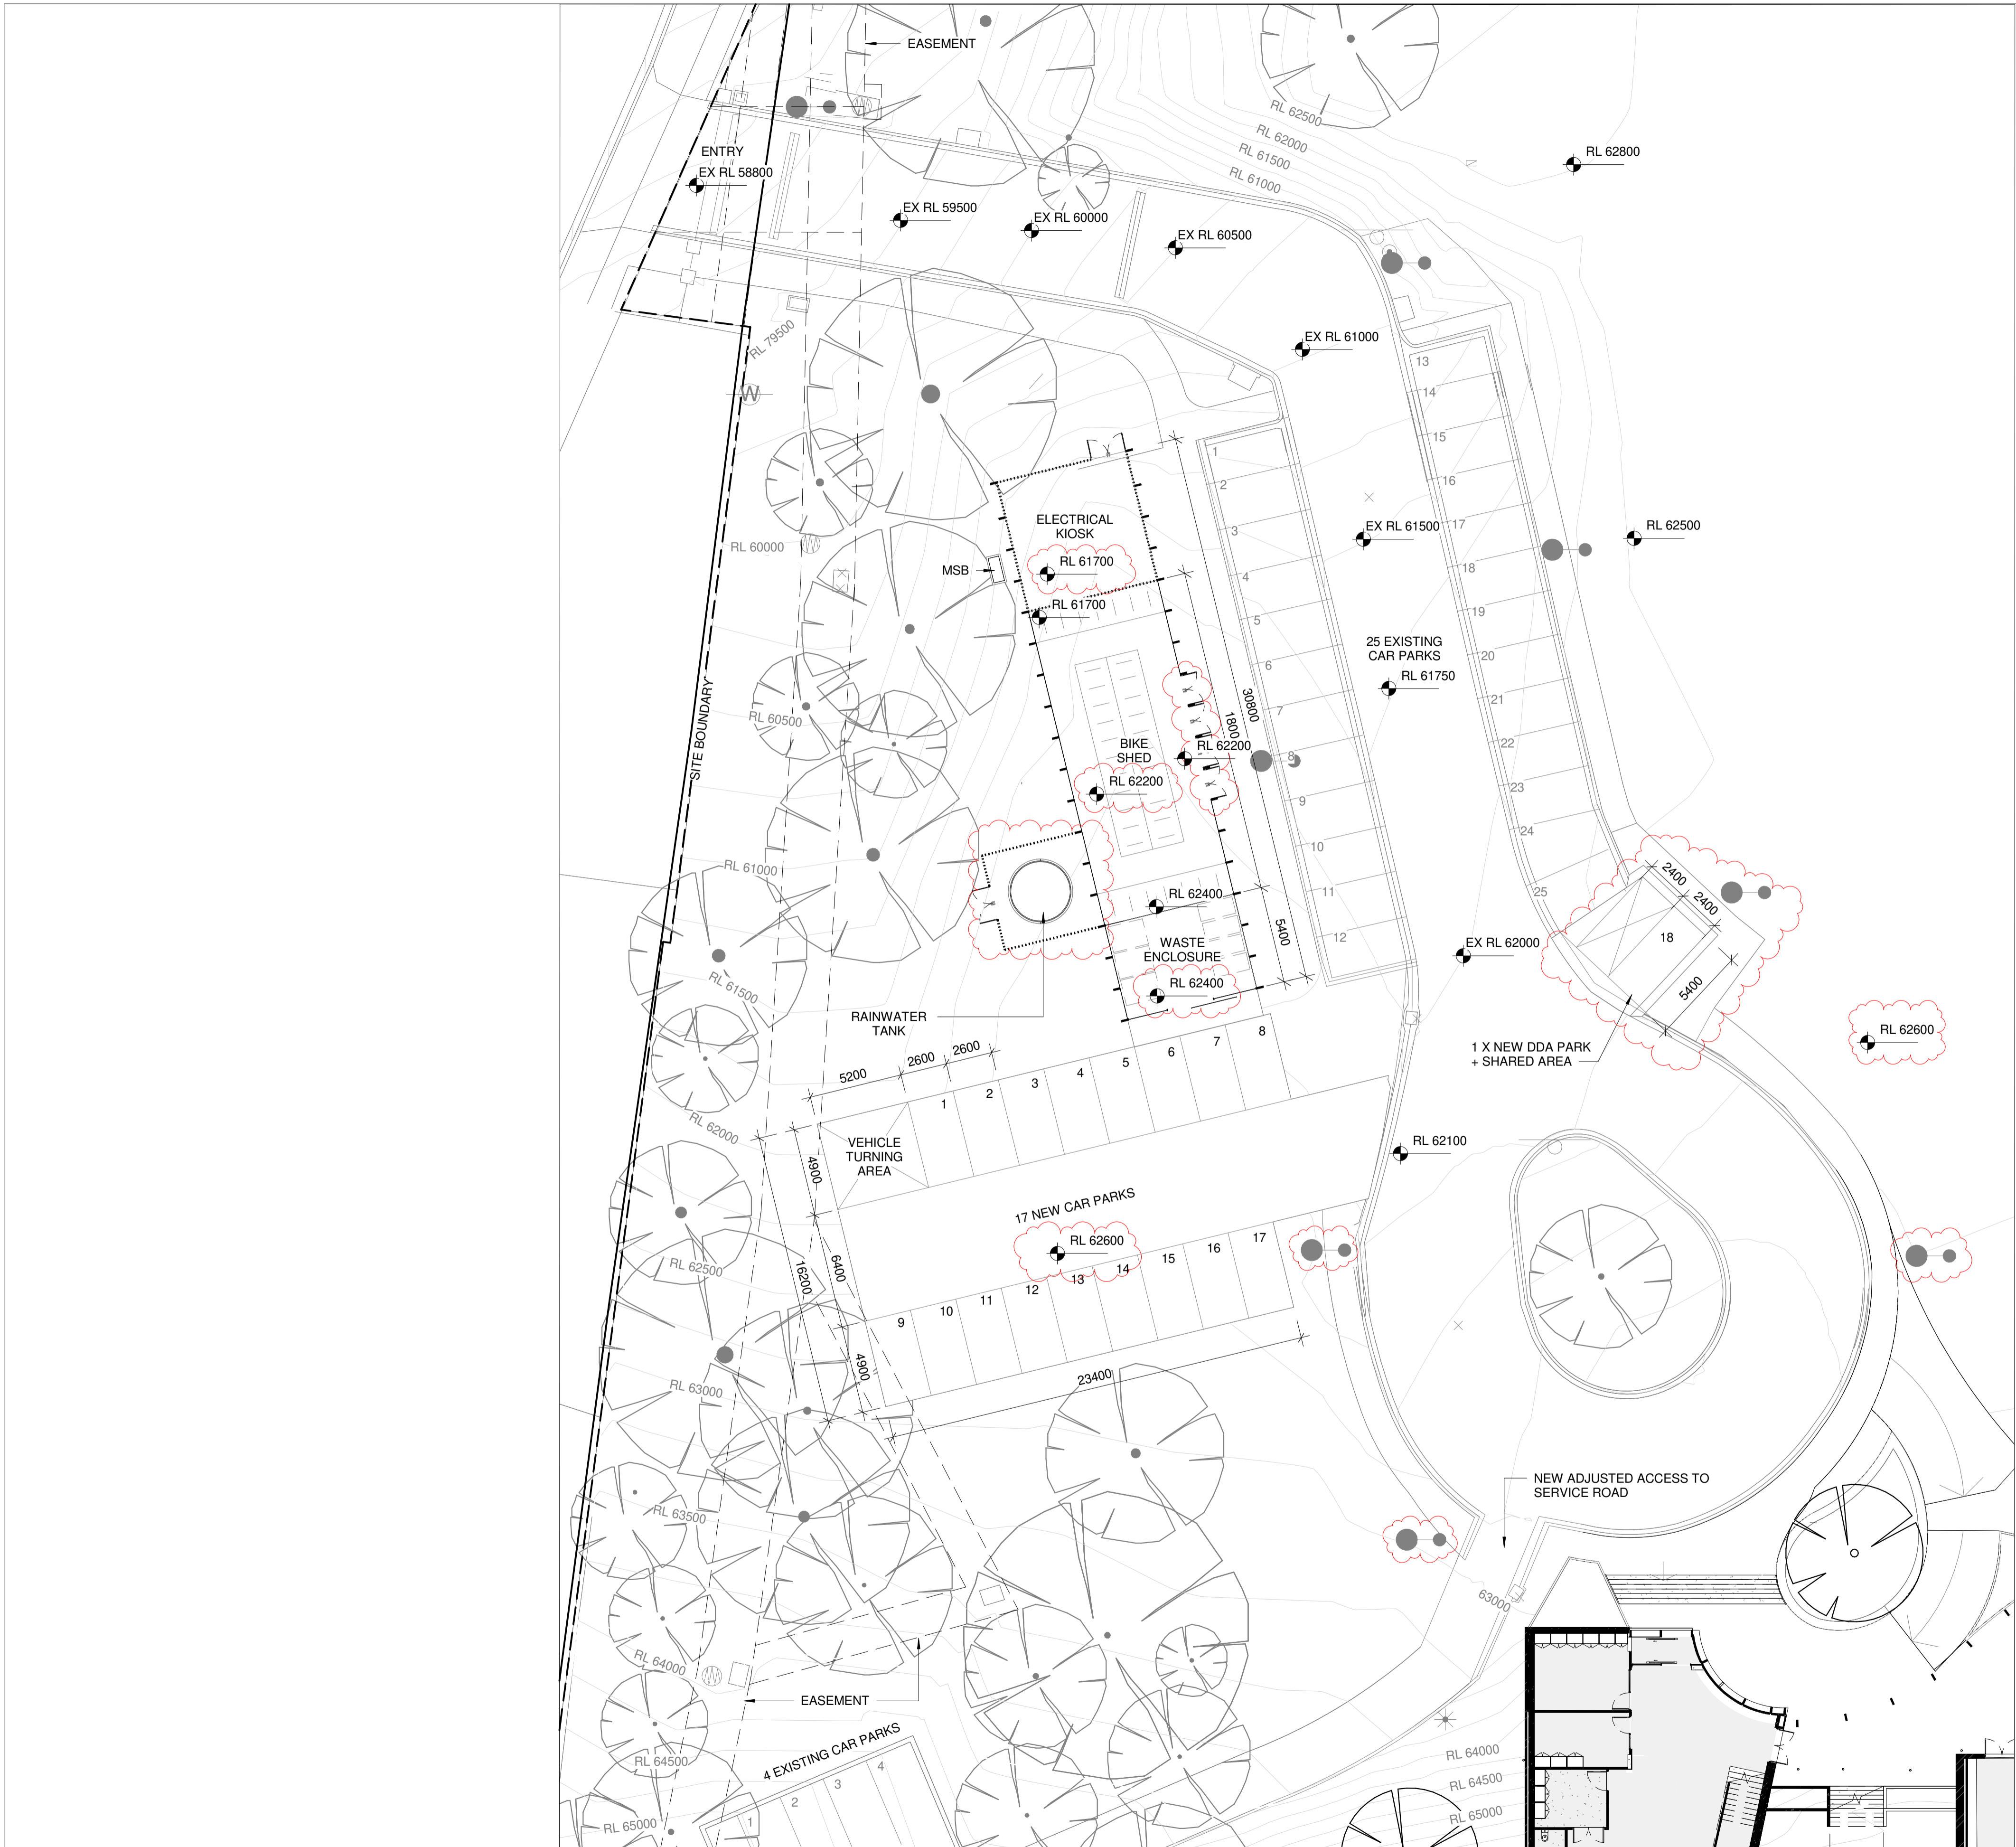 EASEMENT
RL 62500
RL 62000
RL 61500
RL 61000
RL 62800
ENTRY
EX RL 58800
EX RL 59500
EX RL 60000
EX RL 60500
RL 79500
W
EX RL 61000
13
14
15
16
17
18
19
20
21
22
23
24
25
1
2
3
4
5
6
7
8
9
10
11
12
ELECTRICAL
KIOSK
RL 61700
MSB
RL 61700
RL 60000
EX RL 61500
RL 62500
25 EXISTING
CAR PARKS
RL 61750
SITE BOUNDARY
RL 60500
30800
1800
BIKE
SHED
RL 62200
RL 62200
RL 61000
RL 62400
5400
WASTE
ENCLOSURE
RL 62400
EX RL 62000
2400
2400
18
5400
RL 61500
RAINWATER
TANK
RL 62600
1 X NEW DDA PARK
+ SHARED AREA
5200
2600
2600
1
2
3
4
5
6
7
8
RL 62000
VEHICLE
TURNING
AREA
4900
RL 62100
17 NEW CAR PARKS
RL 62600
6400
16200
RL 62500
9
10
11
12
13
14
15
16
17
4900
23400
RL 63000
NEW ADJUSTED ACCESS TO
SERVICE ROAD
RL 63500
63000
RL 64000
W
EASEMENT
4 EXISTING CAR PARKS
RL 64500
1
2
3
4
RL 65000
RL 64000
RL 64500
RL 65000